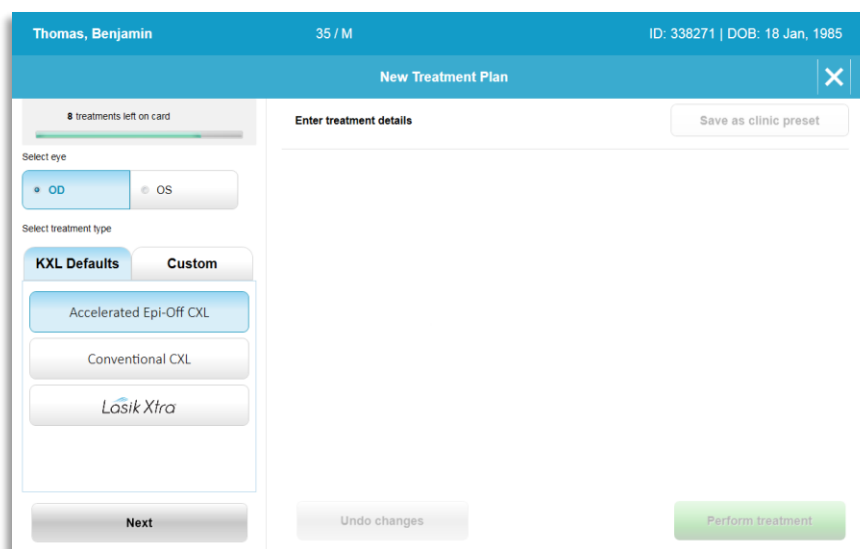 Thomas, Benjamin 35 / M ID: 338271 | DOB: 18 Jan, 1985
New Treatment Plan
8 treatments left on card
Select eye
OD OS
Select treatment type
KXL Defaults Custom
Accelerated Epi-Off CXL
Conventional CXL
Lasik Xtra
Next
Enter treatment details Save as clinic preset
Undo changes Perform treatment